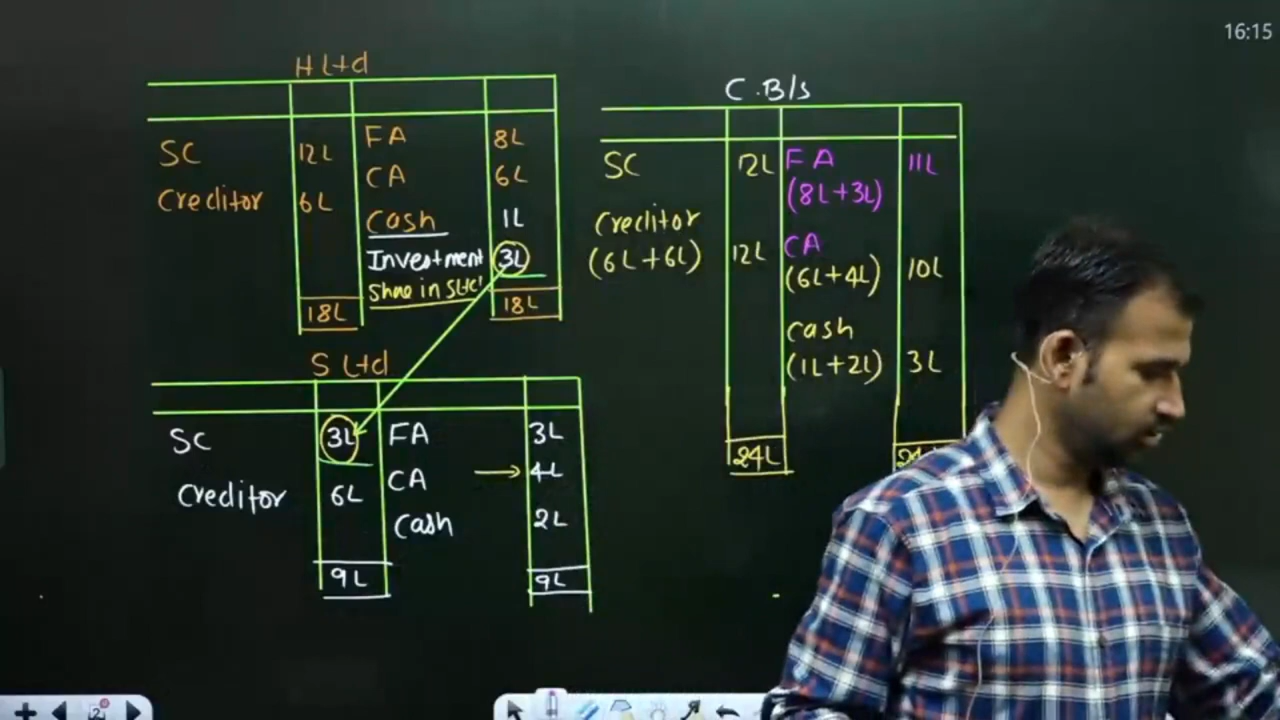 16:15
H Ltd
SC 12L FA 8L
CA 6L
Creditor 6L Cash 1L
Investment 3L
Share in SLtd
18L 18L
S Ltd
SC 3L FA 3L
Creditor 6L CA 4L
Cash 2L
9L 9L
C.B/s
SC 12L FA 11L
(8L+3L)
Creditor CA
(6L+6L) 12L (6L+4L) 10L
Cash
(1L+2L) 3L
24L